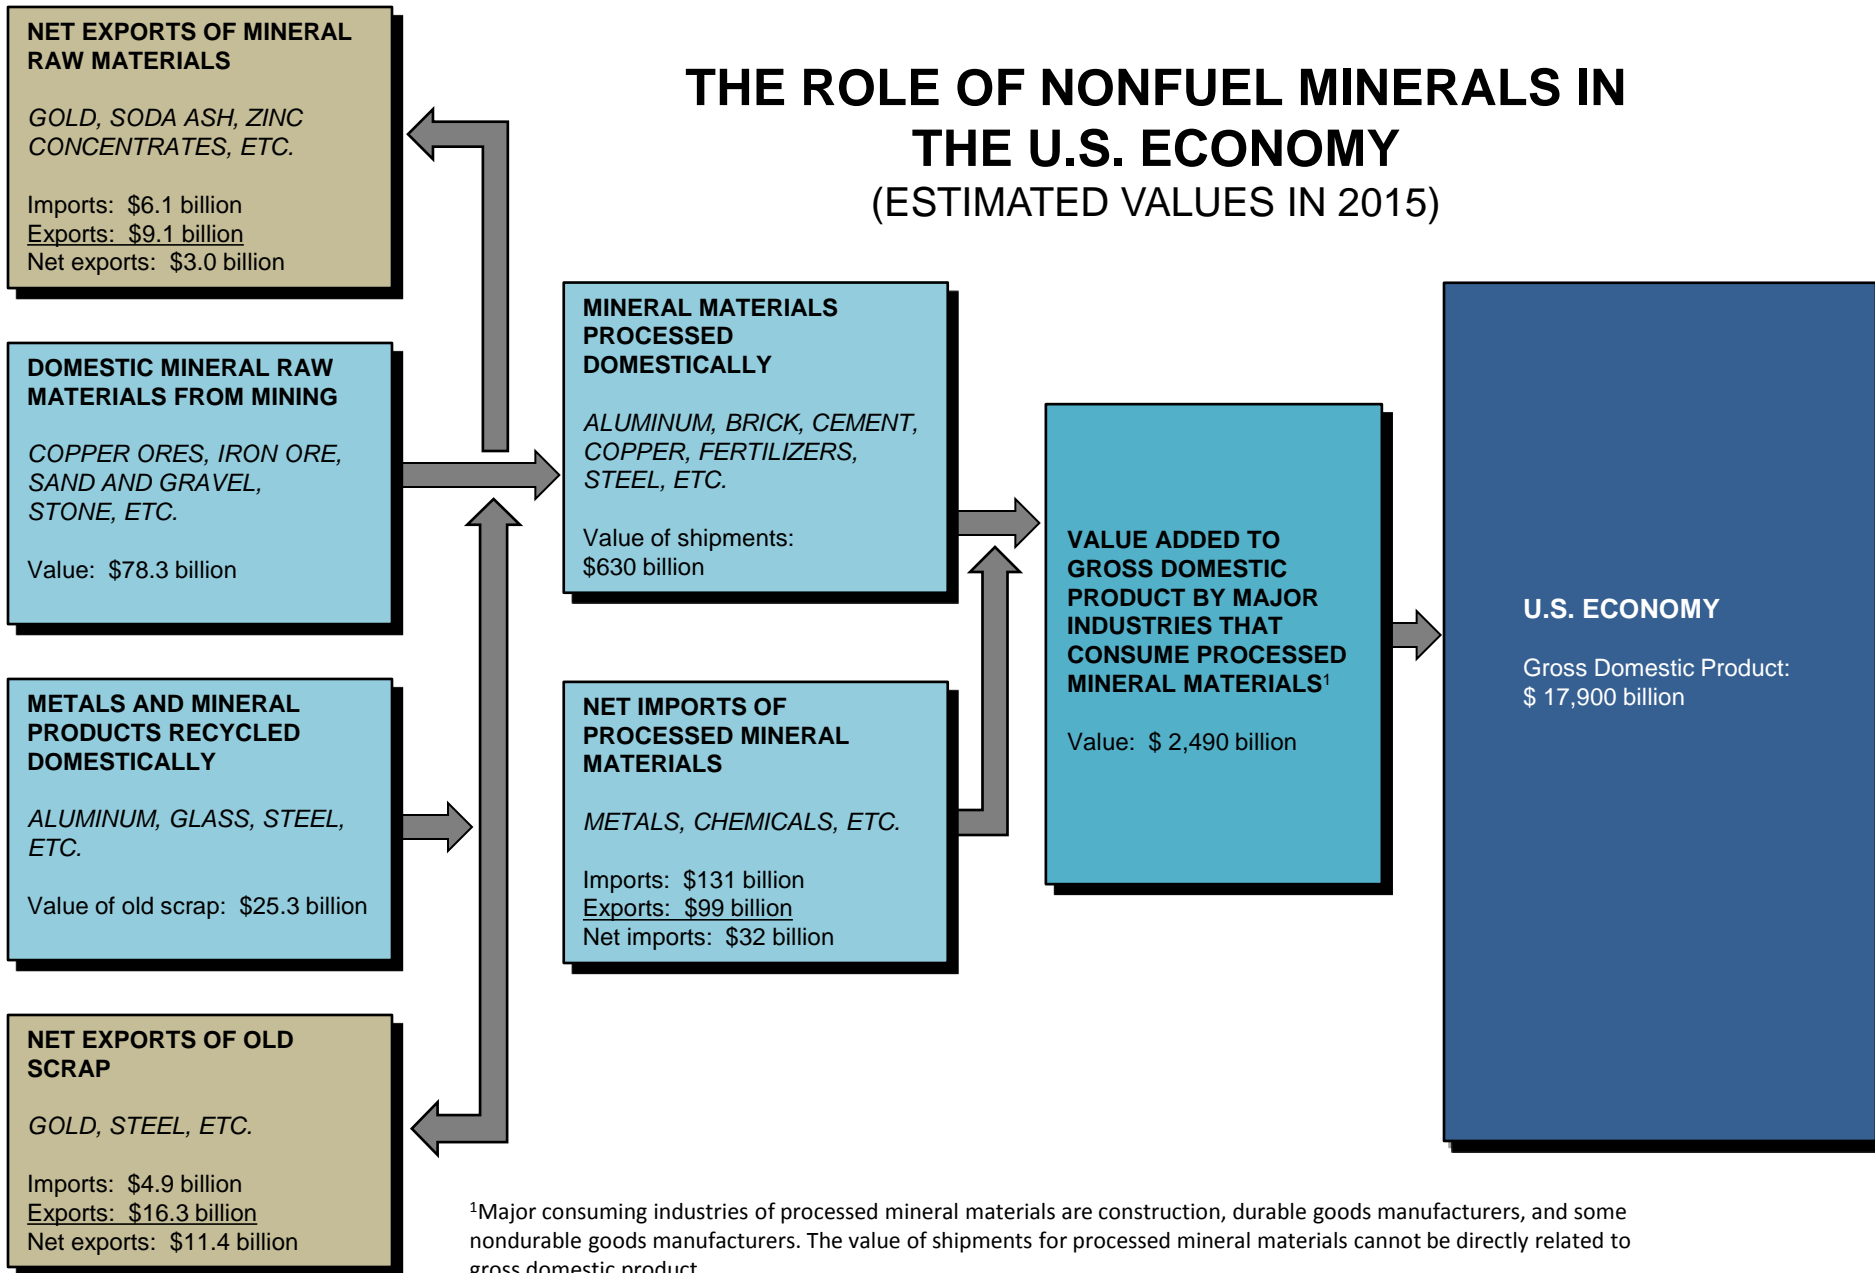 THE ROLE OF NONFUEL MINERALS IN
THE U.S. ECONOMY
(ESTIMATED VALUES IN 2015)
NET EXPORTS OF MINERAL
RAW MATERIALS
GOLD, SODA ASH, ZINC
CONCENTRATES, ETC.
Imports: $6.1 billion
Exports: $9.1 billion
Net exports: $3.0 billion
DOMESTIC MINERAL RAW
MATERIALS FROM MINING
COPPER ORES, IRON ORE,
SAND AND GRAVEL,
STONE, ETC.
Value: $78.3 billion
METALS AND MINERAL
PRODUCTS RECYCLED
DOMESTICALLY
ALUMINUM, GLASS, STEEL,
ETC.
Value of old scrap: $25.3 billion
NET EXPORTS OF OLD
SCRAP
GOLD, STEEL, ETC.
Imports: $4.9 billion
Exports: $16.3 billion
Net exports: $11.4 billion
MINERAL MATERIALS
PROCESSED
DOMESTICALLY
ALUMINUM, BRICK, CEMENT,
COPPER, FERTILIZERS,
STEEL, ETC.
Value of shipments:
$630 billion
NET IMPORTS OF
PROCESSED MINERAL
MATERIALS
METALS, CHEMICALS, ETC.
Imports: $131 billion
Exports: $99 billion
Net imports: $32 billion
VALUE ADDED TO
GROSS DOMESTIC
PRODUCT BY MAJOR
INDUSTRIES THAT
CONSUME PROCESSED
MINERAL MATERIALS¹
Value: $ 2,490 billion
U.S. ECONOMY
Gross Domestic Product:
$ 17,900 billion
¹Major consuming industries of processed mineral materials are construction, durable goods manufacturers, and some
nondurable goods manufacturers. The value of shipments for processed mineral materials cannot be directly related to
gross domestic product